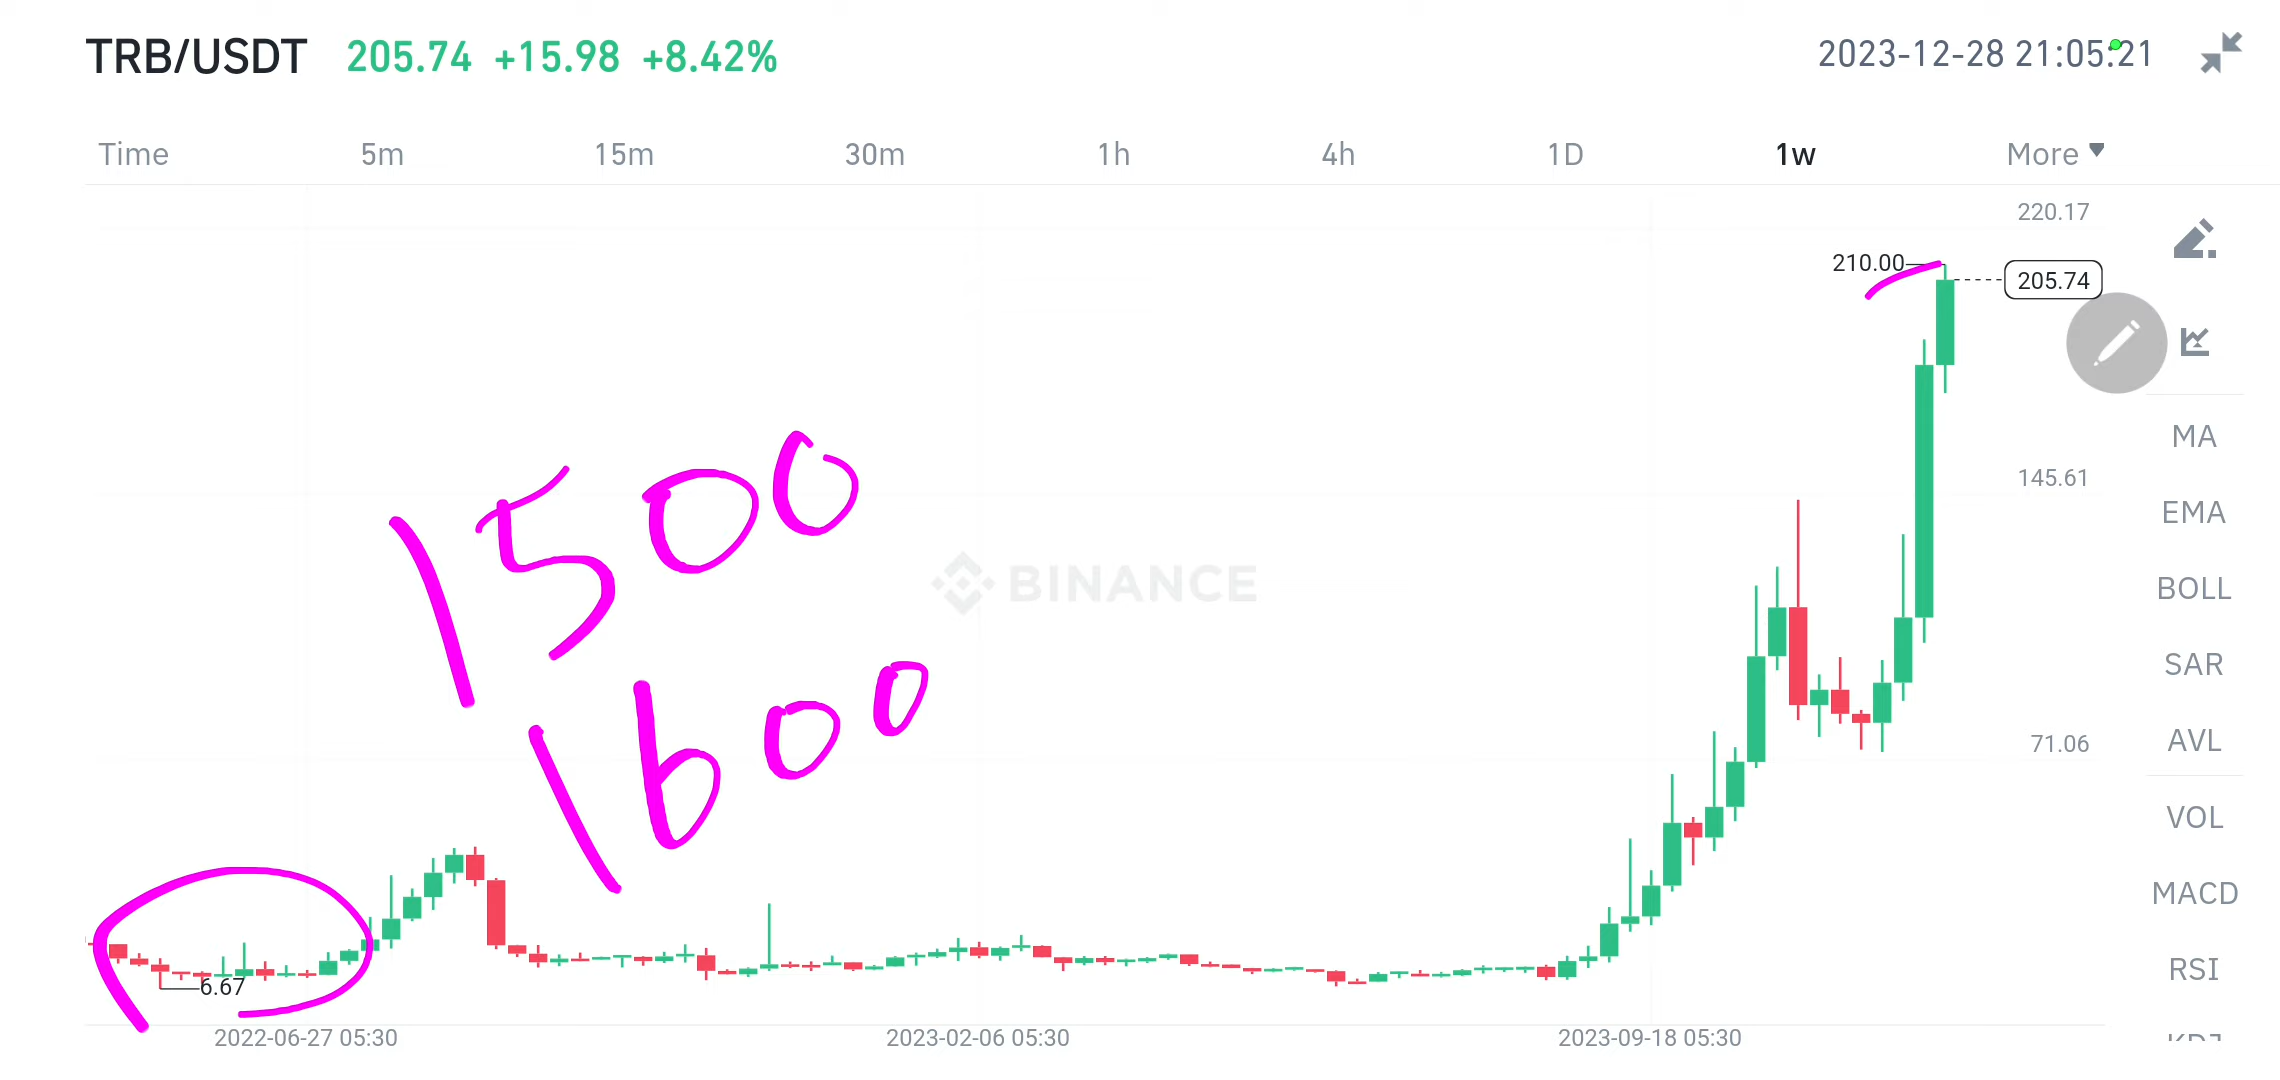 TRB/USDT 205.74 +15.98 +8.42% 2023-12-28 21:05:21
Time 5m 15m 30m 1h 4h 1D 1w More
220.17
210.00
205.74
145.61
71.06
1500
1600
BINANCE
6.67
2022-06-27 05:30 2023-02-06 05:30 2023-09-18 05:30
MA
EMA
BOLL
SAR
AVL
VOL
MACD
RSI
KDJ